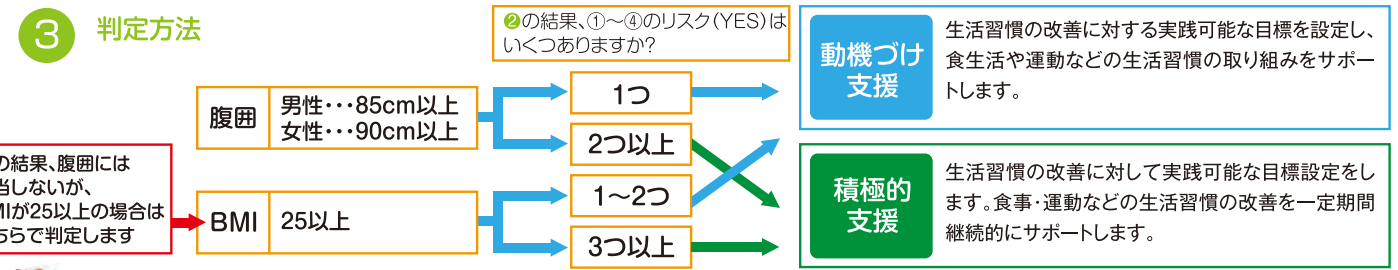 3 判定方法
❷の結果、①～④のリスク(YES)は
いくつありますか?
腹囲
男性・・・85cm以上
女性・・・90cm以上
1つ
2つ以上
の結果、腹囲には
当しないが、
MIが25以上の場合は
ちらで判定します
BMI
25以上
1～2つ
3つ以上
動機づけ
支援
生活習慣の改善に対する実践可能な目標を設定し、
食生活や運動などの生活習慣の取り組みをサポー
トします。
積極的
支援
生活習慣の改善に対して実践可能な目標設定をし
ます。食事・運動などの生活習慣の改善を一定期間
継続的にサポートします。